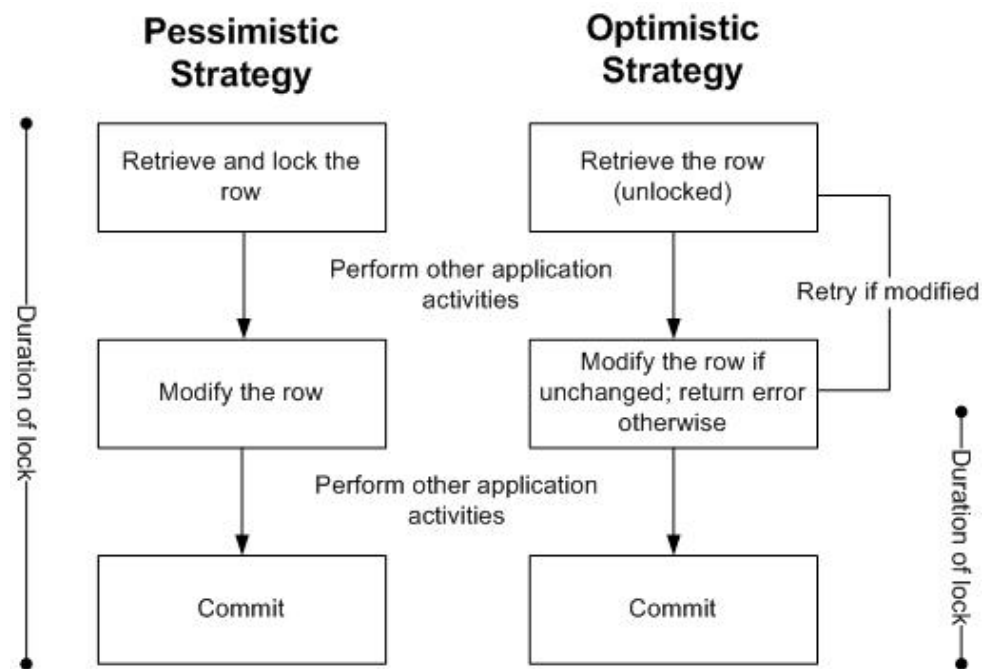 Pessimistic
Strategy
Optimistic
Strategy
Retrieve and lock the
row
Retrieve the row
(unlocked)
Perform other application
activities
Retry if modified
Duration of lock
Modify the row
Modify the row if
unchanged; return error
otherwise
Duration of lock
Perform other application
activities
Commit
Commit